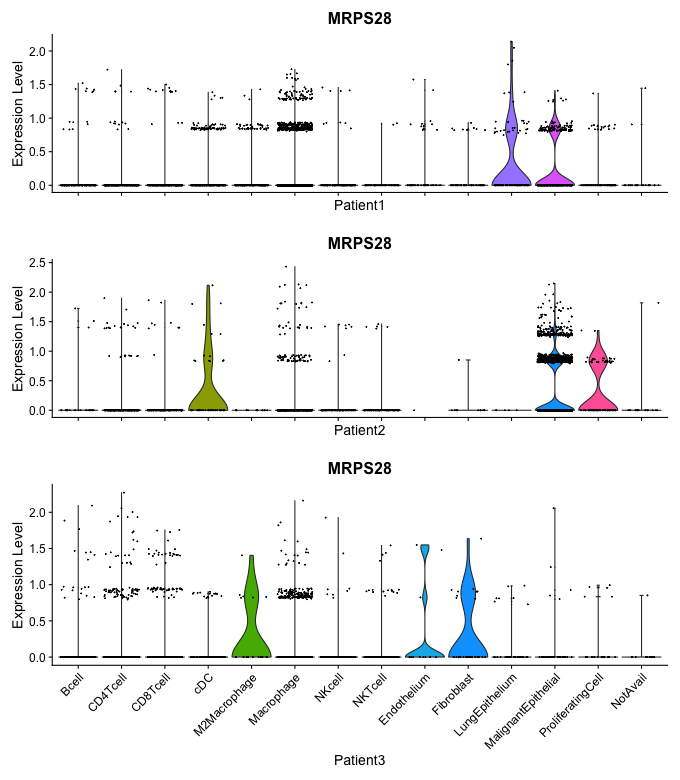 MRPS28
Expression Level
2.0
1.5
1.0
0.5
0.0
Patient1
MRPS28
Expression Level
2.5
2.0
1.5
1.0
0.5
0.0
Patient2
MRPS28
Expression Level
2.0
1.5
1.0
0.5
0.0
Bcell
CD4Tcell
CD8Tcell
cDC
M2Macrophage
Macrophage
NKcell
NKTcell
Endothelium
Fibroblast
LungEpithelium
MalignantEpithelial
ProliferatingCell
NotAvail
Patient3